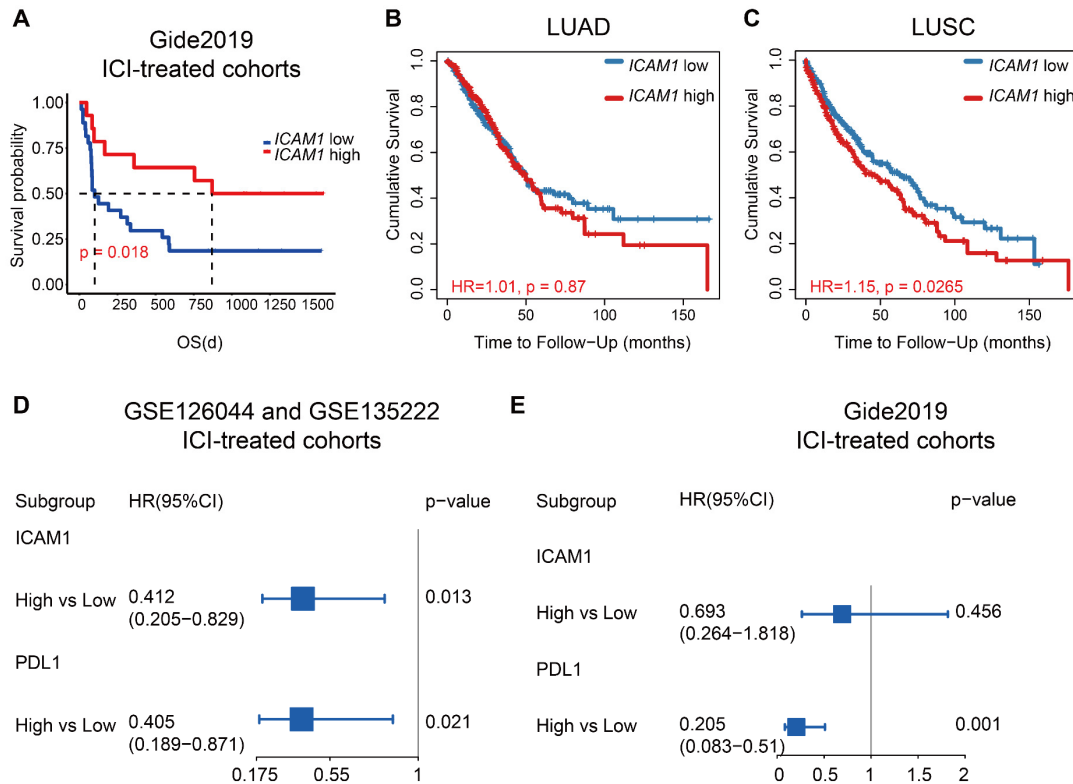 A
Gide2019
ICI-treated cohorts
Survival probability
1.00
0.75
0.50
0.25
0.00
ICAM1 low
ICAM1 high
p = 0.018
0 250 500 750 1000 1250 1500
OS(d)
B
LUAD
Cumulative Survival
1.0
0.8
0.6
0.4
0.2
0.0
ICAM1 low
ICAM1 high
HR=1.01, p = 0.87
0 50 100 150
Time to Follow−Up (months)
C
LUSC
Cumulative Survival
1.0
0.8
0.6
0.4
0.2
0.0
ICAM1 low
ICAM1 high
HR=1.15, p = 0.0265
0 50 100 150
Time to Follow−Up (months)
D
GSE126044 and GSE135222
ICI-treated cohorts
Subgroup HR(95%CI) p−value
ICAM1
High vs Low 0.412 0.013
(0.205−0.829)
PDL1
High vs Low 0.405 0.021
(0.189−0.871)
0.175 0.55 1
E
Gide2019
ICI-treated cohorts
Subgroup HR(95%CI) p−value
ICAM1
High vs Low 0.693 0.456
(0.264−1.818)
PDL1
High vs Low 0.205 0.001
(0.083−0.51)
0 0.5 1 1.5 2